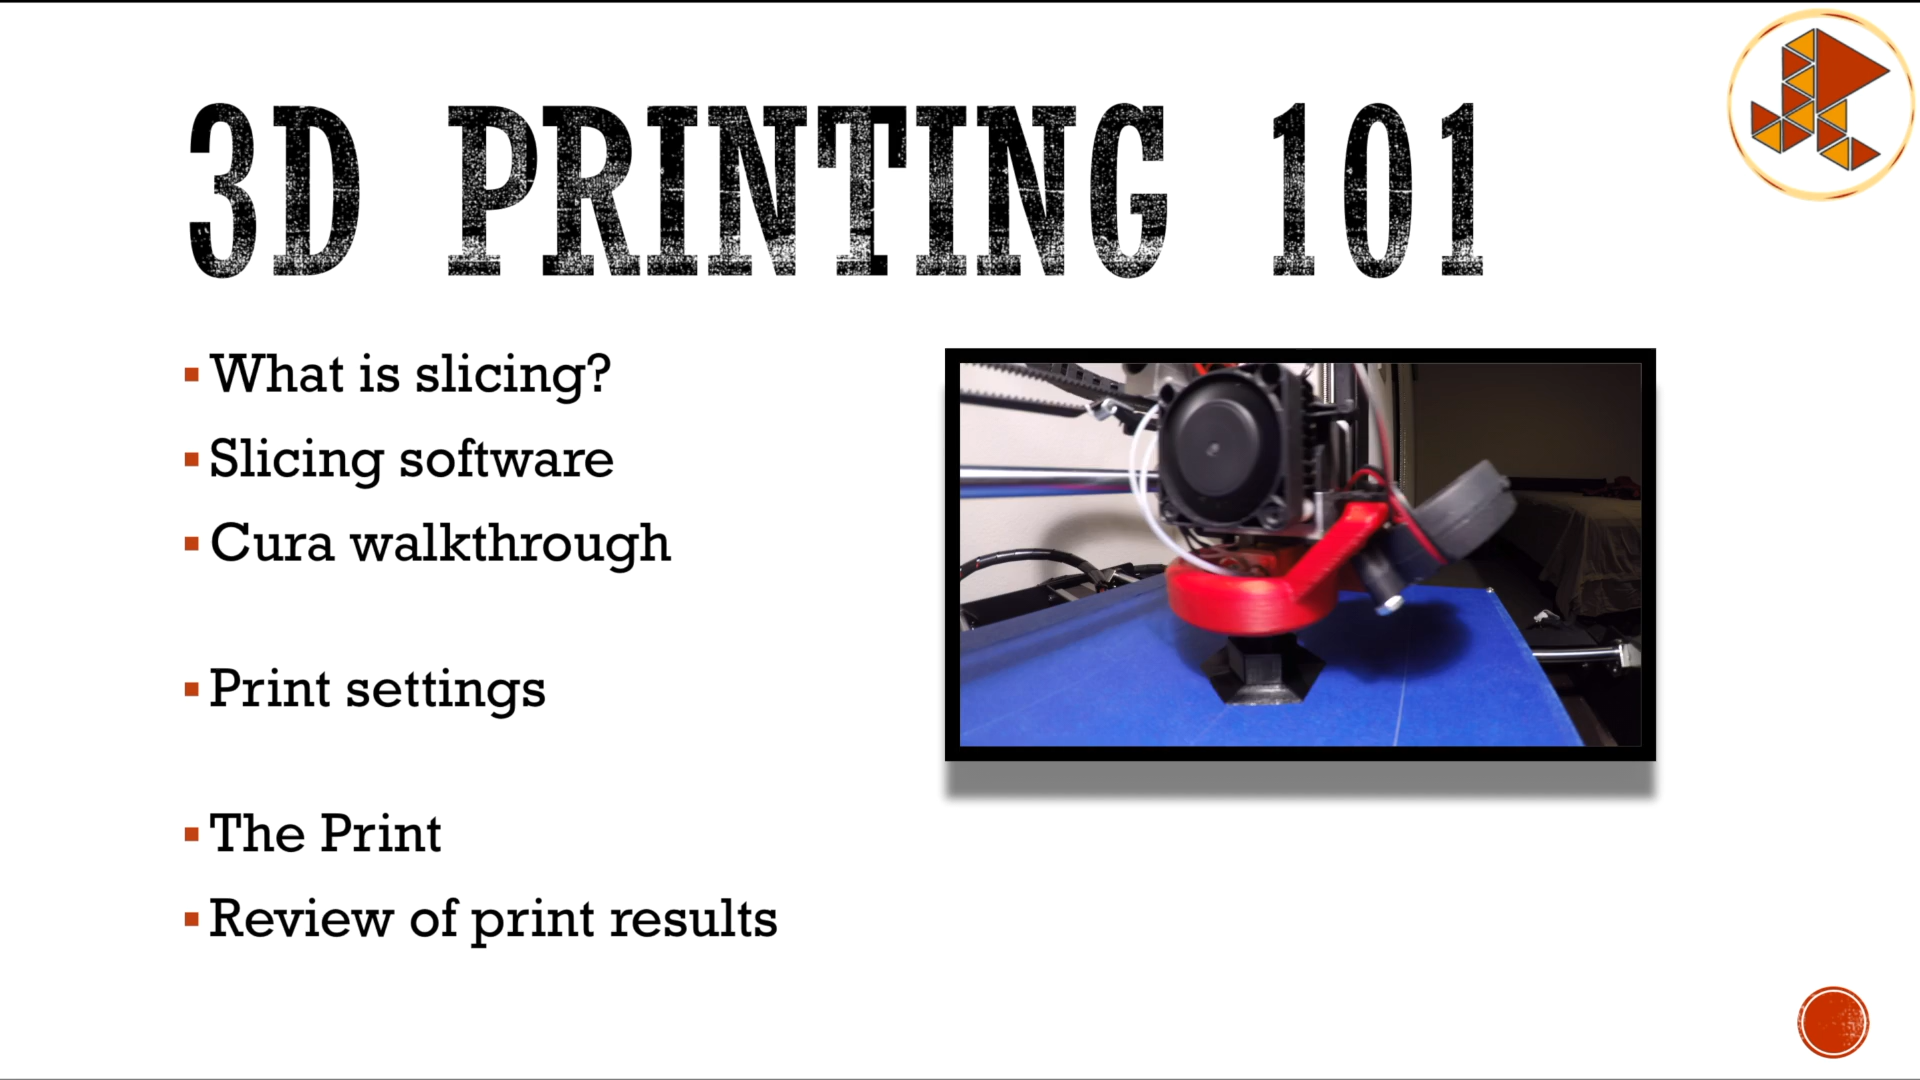 3D PRINTING 101
What is slicing?
Slicing software
Cura walkthrough
Print settings
The Print
Review of print results